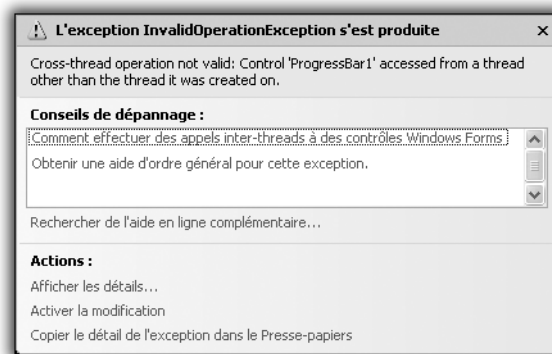 L'exception InvalidOperationException s'est produite
Cross-thread operation not valid: Control 'ProgressBar1' accessed from a thread
other than the thread it was created on.
Conseils de dépannage :
Comment effectuer des appels inter-threads à des contrôles Windows Forms
Obtenir une aide d'ordre général pour cette exception.
Rechercher de l'aide en ligne complémentaire...
Actions :
Afficher les détails...
Activer la modification
Copier le détail de l'exception dans le Presse-papiers